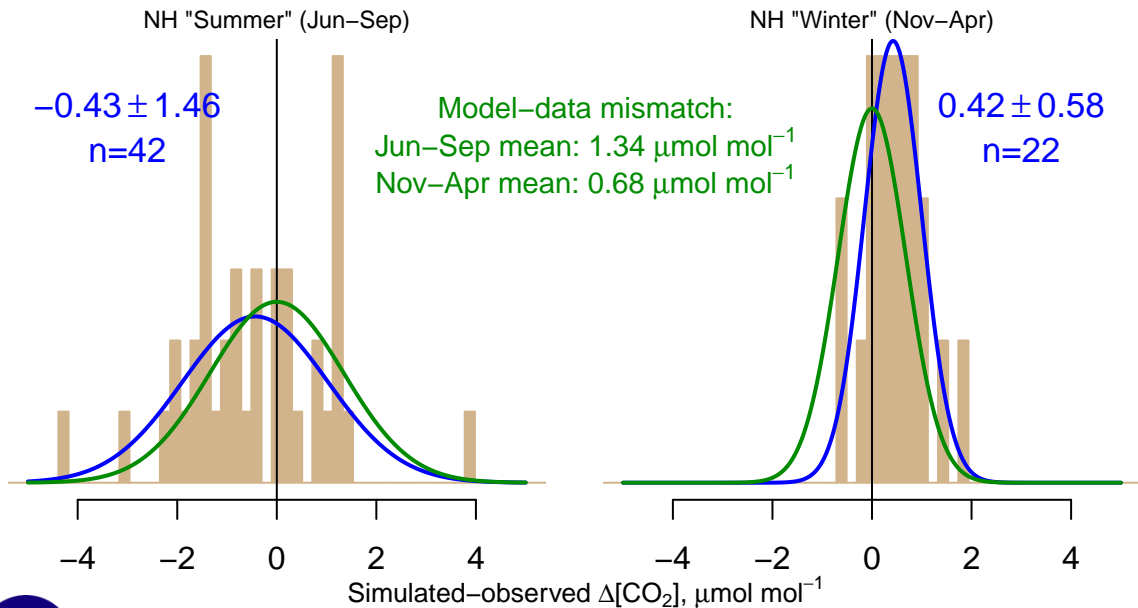 NH "Summer" (Jun−Sep)
NH "Winter" (Nov−Apr)
−0.43 ± 1.46
n=42
Model−data mismatch:
Jun−Sep mean: 1.34 μmol mol⁻¹
Nov−Apr mean: 0.68 μmol mol⁻¹
0.42 ± 0.58
n=22
−4 −2 0 2 4
−4 −2 0 2 4
Simulated−observed Δ[CO₂], μmol mol⁻¹